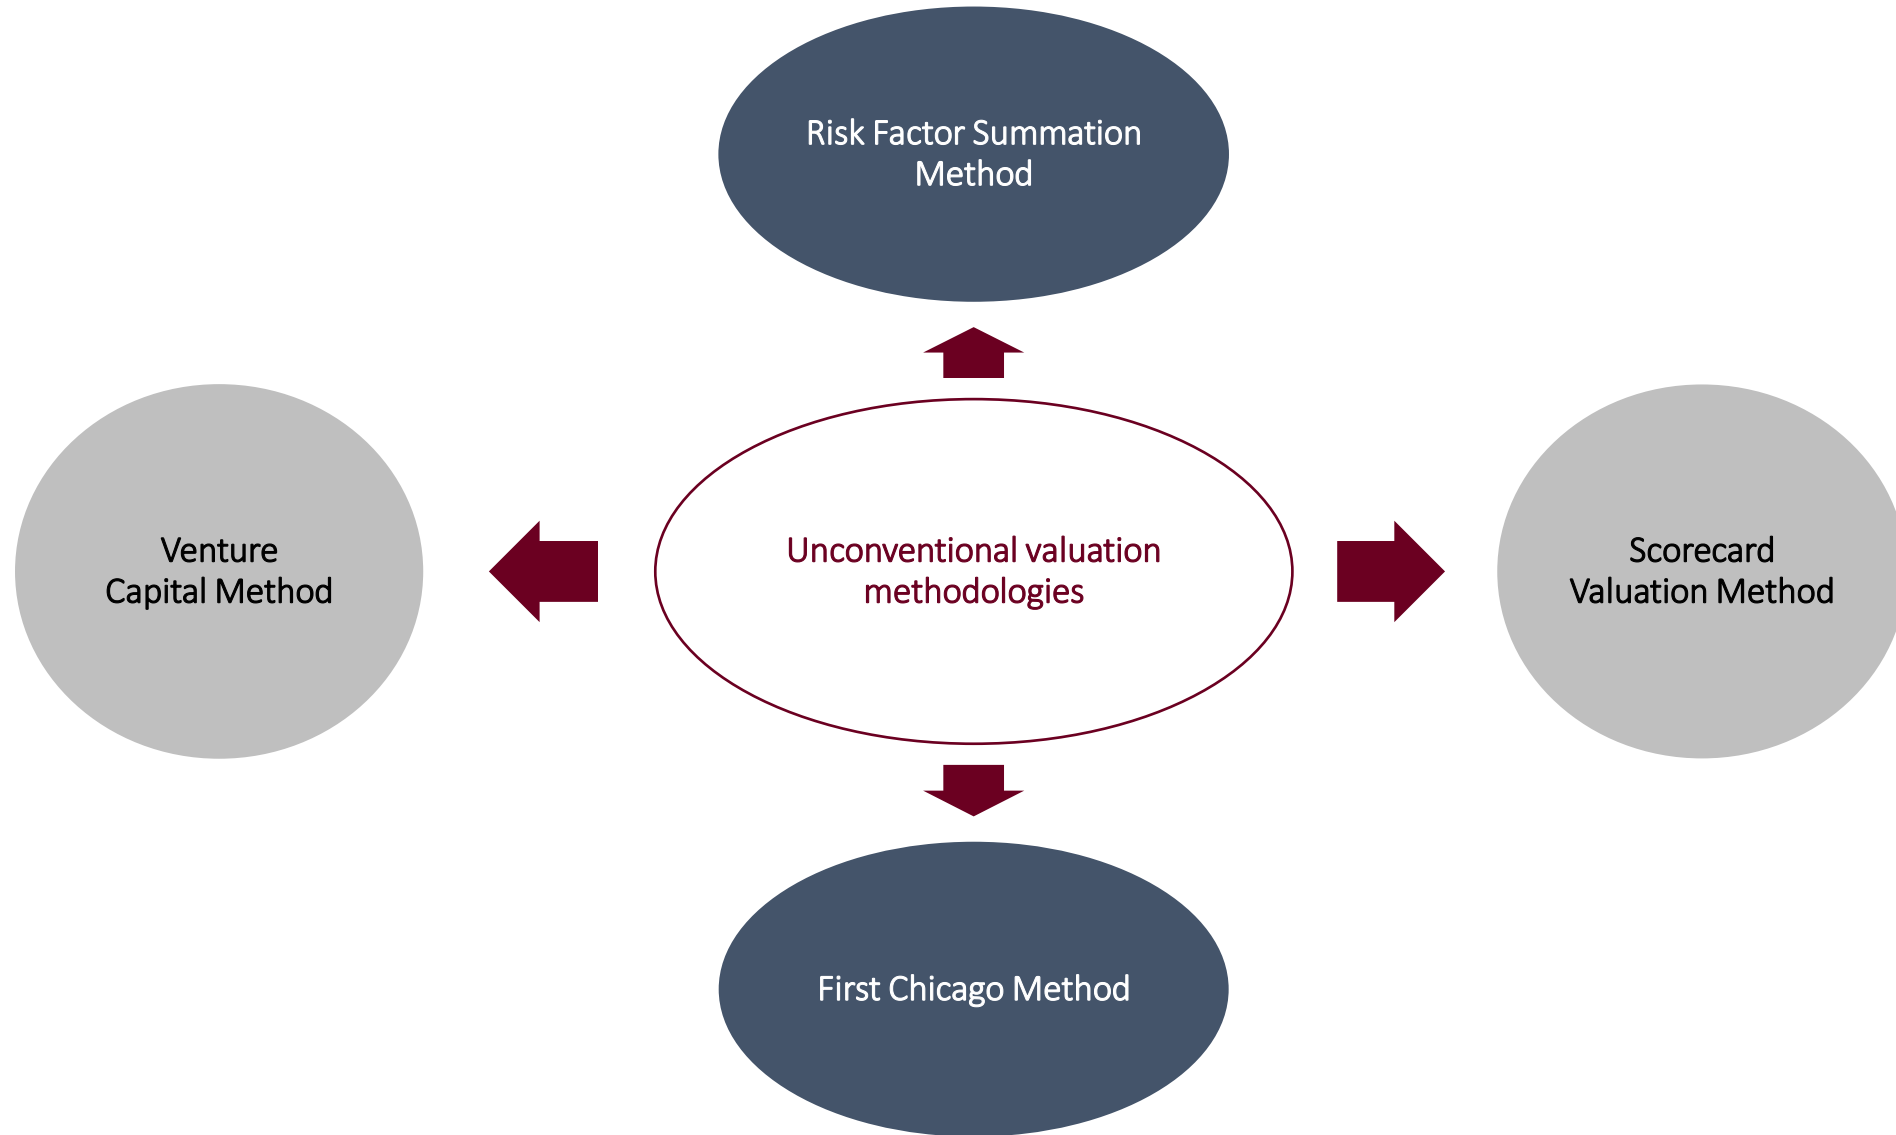 Risk Factor Summation
Method
Venture
Capital Method
Unconventional valuation
methodologies
Scorecard
Valuation Method
First Chicago Method